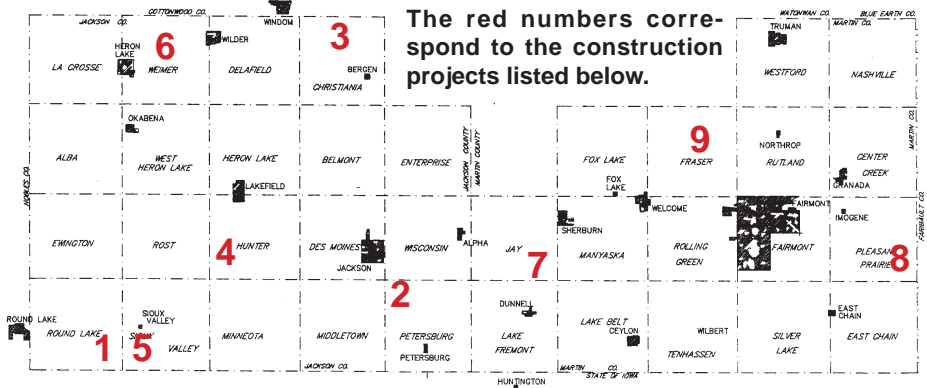 JACKSON CO.
COTTONWOOD CO.
WINDOM
The red numbers corre-
spond to the construction
projects listed below.
WATONWAN CO.
MARTIN CO.
BLUE EARTH CO.
TRUMAN
HERON
LAKE
6
WILDER
3
LA CROSSE
WEIMER
DELAFIELD
BERGEN
CHRISTIANIA
WESTFORD
NASHVILLE
OKABENA
JACKSON COUNTY
MARTIN COUNTY
9
NORTHROP
MARTIN CO.
ALBA
WEST
HERON LAKE
HERON LAKE
BELMONT
ENTERPRISE
FOX LAKE
FRASER
RUTLAND
CENTER
CREEK
NOBLES CO.
LAKEFIELD
FOX
LAKE
GRANADA
WELCOME
FAIRMONT
IMOGENE
FARIBAULT CO.
SHERBURN
EWINGTON
ROST
4
HUNTER
DES MOINES
WISCONSIN
ALPHA
JAY
7
MANYASKA
ROLLING
GREEN
FAIRMONT
PLEASANT
PRAIRIE
8
JACKSON
2
ROUND LAKE
SIOUX
VALLEY
DUNNELL
EAST
CHAIN
ROUND LAKE
1
SIOUX
VALLEY
5
MINNEOTA
MIDDLETOWN
PETERSBURG
PETERSBURG
LAKE
FREMONT
LAKE BELT
CEYLON
WILBERT
TENHASSEN
SILVER
LAKE
EAST CHAIN
JACKSON CO.
MARTIN CO.
STATE OF IOWA
HUNTINGTON